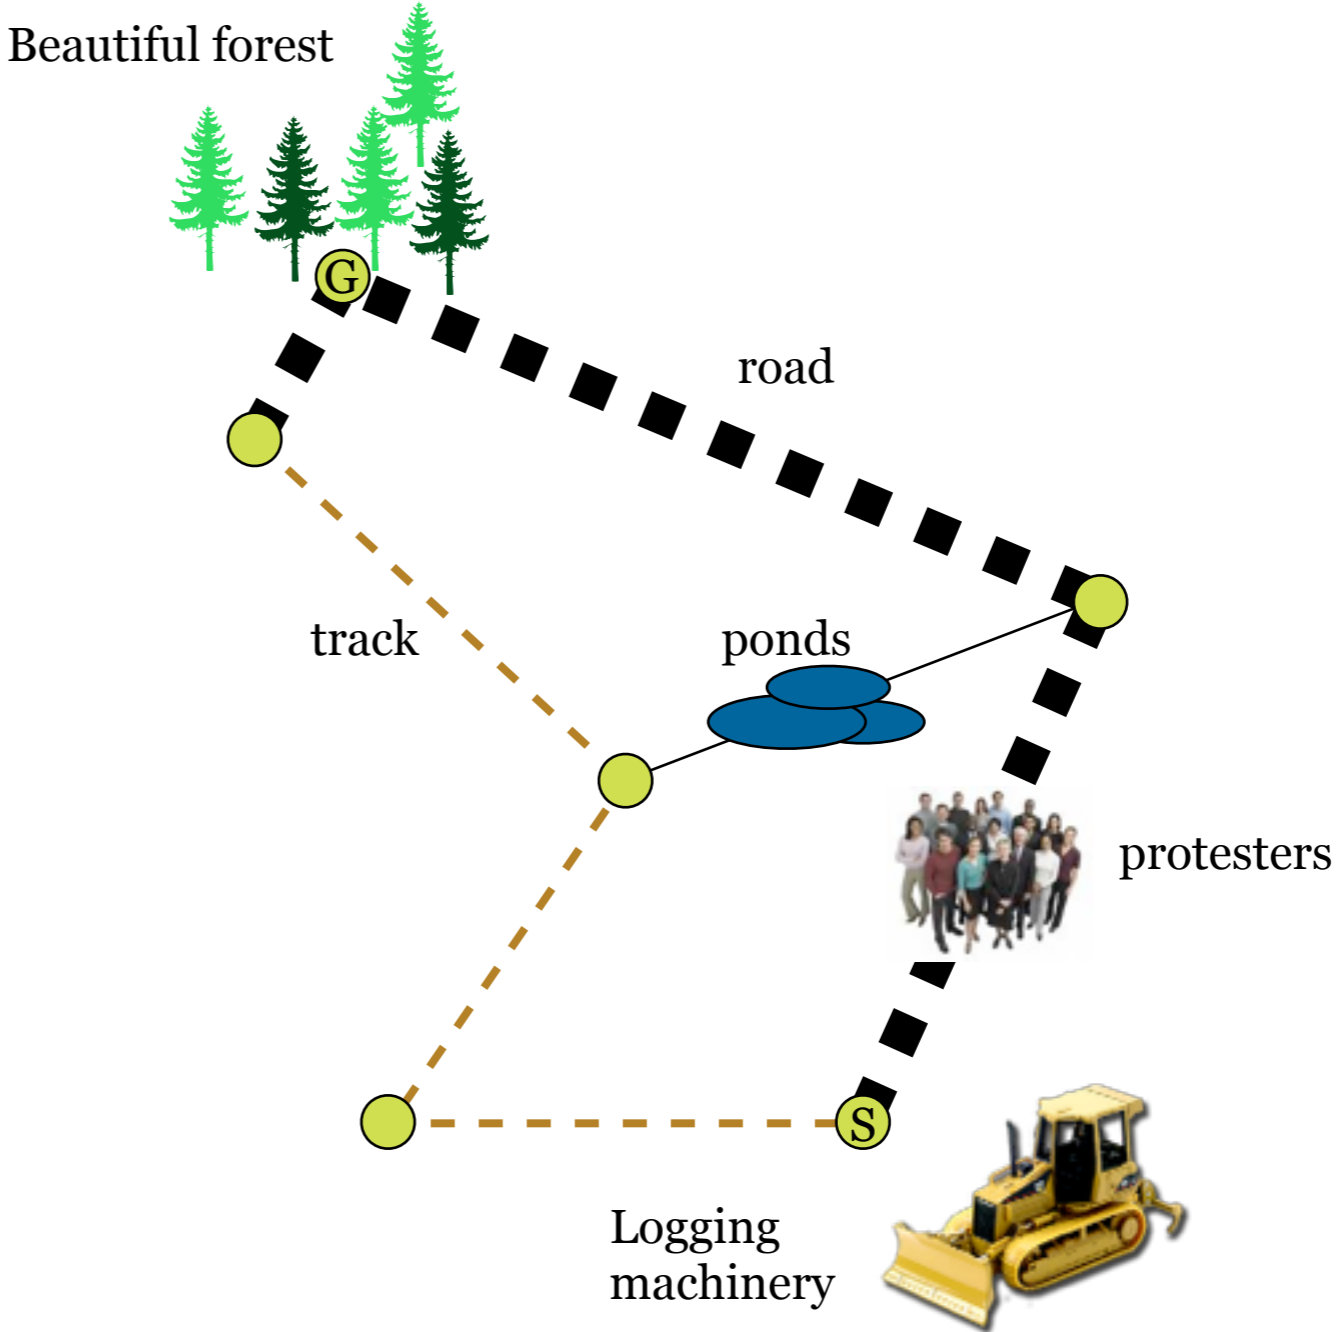 Beautiful forest
G
road
track
ponds
protesters
S
Logging
machinery